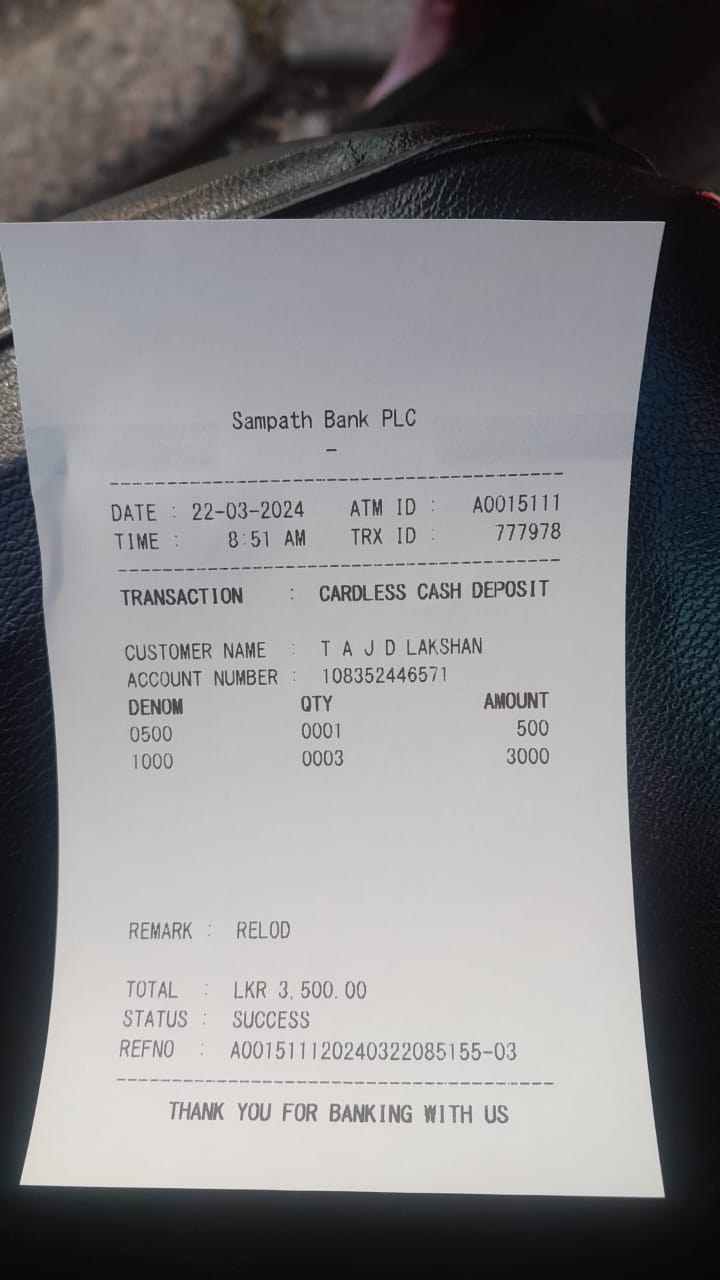 Sampath Bank PLC
-
--------------------------------------------------
DATE : 22-03-2024 ATM ID : A0015111
TIME : 8:51 AM TRX ID : 777978
--------------------------------------------------
TRANSACTION : CARDLESS CASH DEPOSIT
CUSTOMER NAME : T A J D LAKSHAN
ACCOUNT NUMBER : 108352446571
DENOM QTY AMOUNT
0500 0001 500
1000 0003 3000
REMARK : RELOD
TOTAL : LKR 3,500.00
STATUS : SUCCESS
REFNO : A001511120240322085155-03
--------------------------------------------------
THANK YOU FOR BANKING WITH US